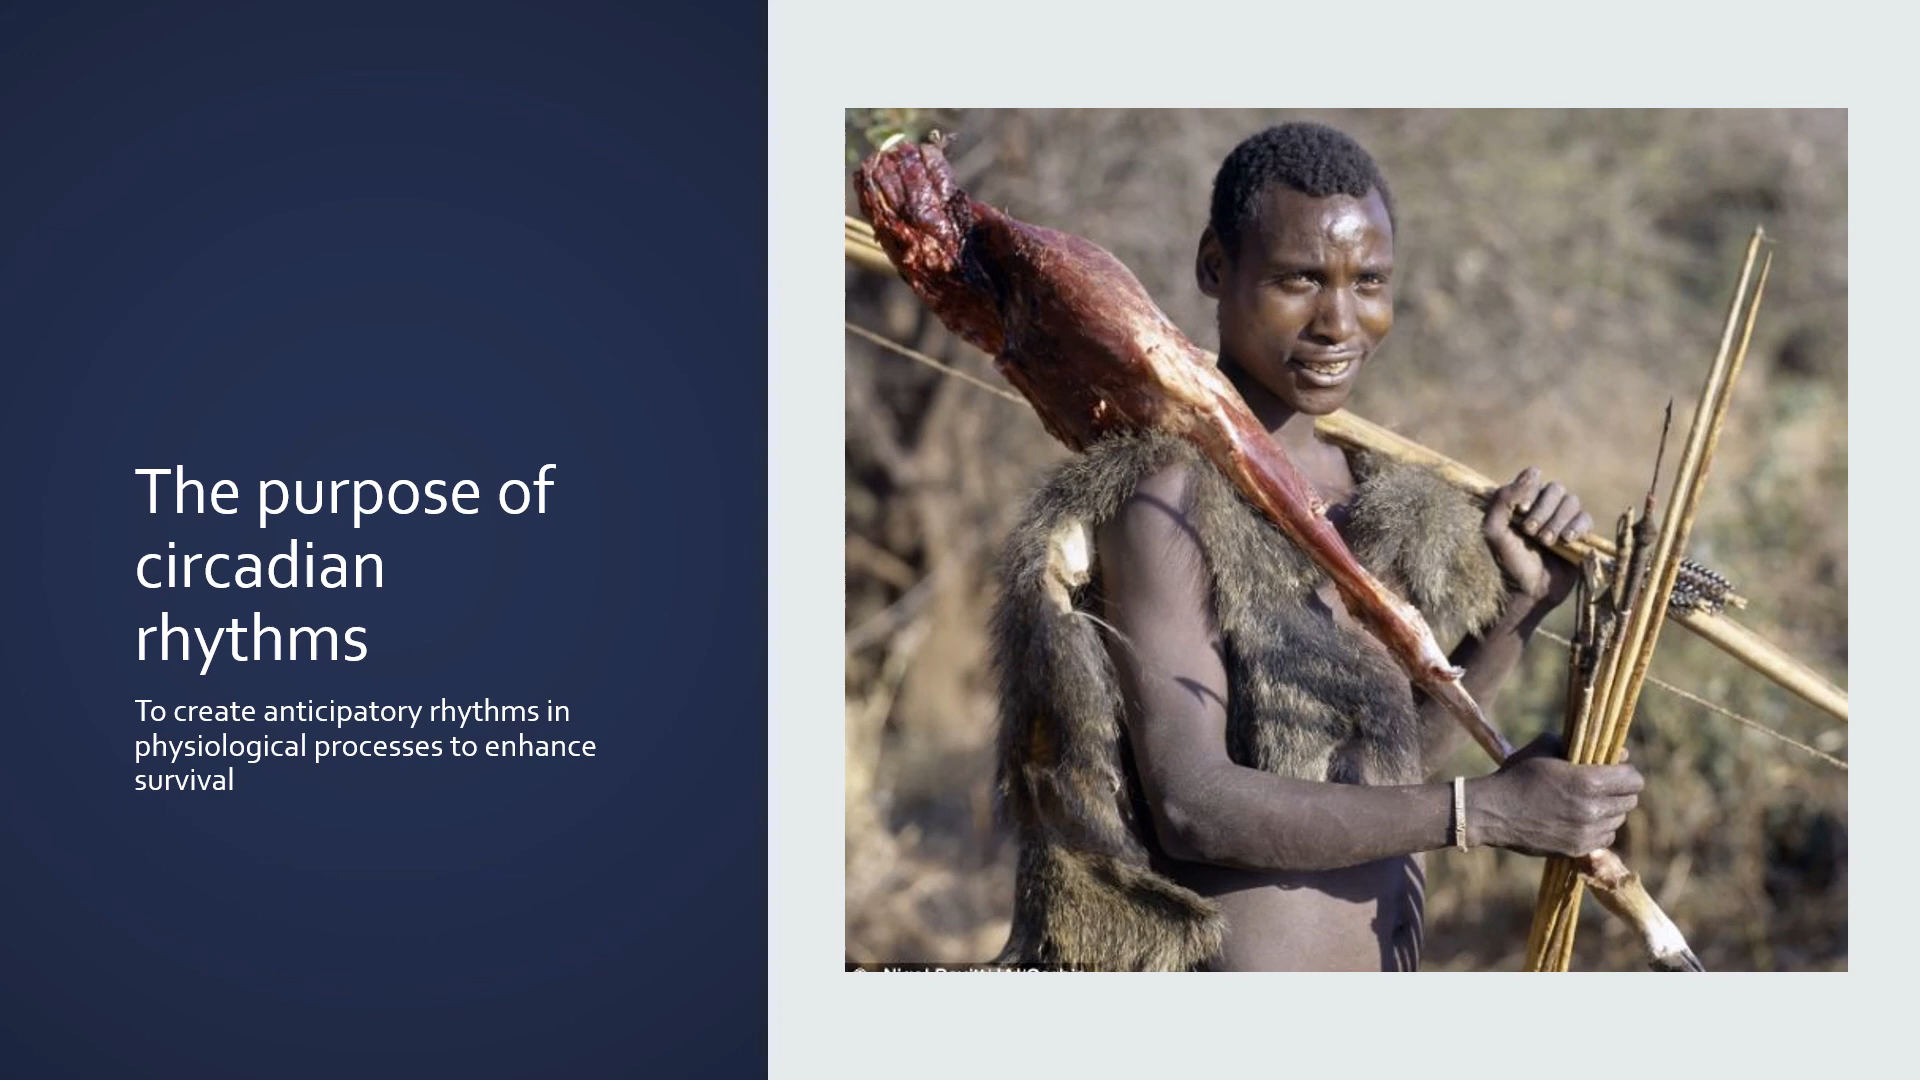 The purpose of
circadian
rhythms
To create anticipatory rhythms in
physiological processes to enhance
survival